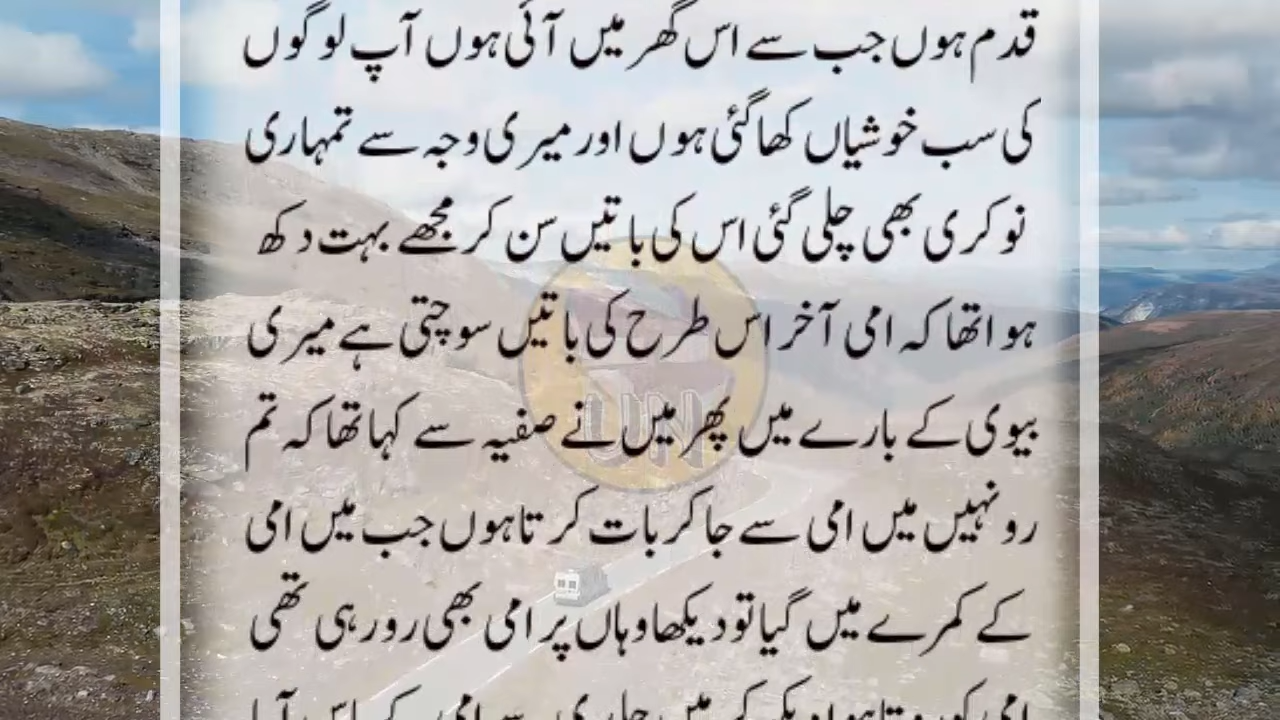 قدم ہوں جب سے اس گھر میں آئی ہوں آپ لوگوں
کی سب خوشیاں کھا گئی ہوں اور میری وجہ سے تمہاری
نوکری بھی چلی گئی اس کی باتیں سن کر مجھے بہت دکھ
ہوا تھا کہ امی آخر اس طرح کی باتیں سوچتی ہے میری
بیوی کے بارے میں پھر میں نے صفیہ سے کہا تھا کہ تم
رو نہیں میں امی سے جا کر بات کرتا ہوں جب میں امی
کے کمرے میں گیا تو دیکھا وہاں پر امی بھی رو رہی تھی
UN